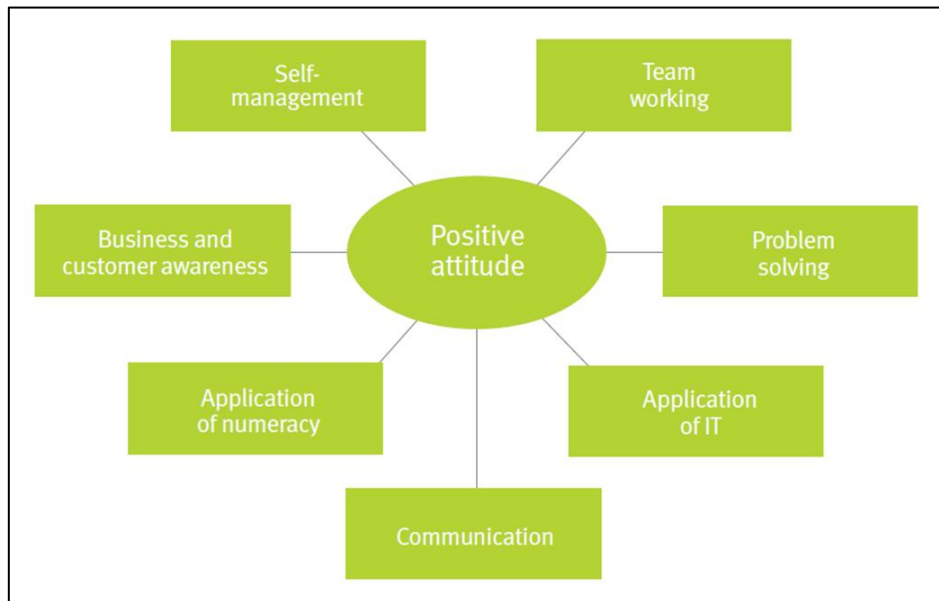 Self-
management
Team
working
Business and
customer awareness
Positive
attitude
Problem
solving
Application
of numeracy
Application
of IT
Communication